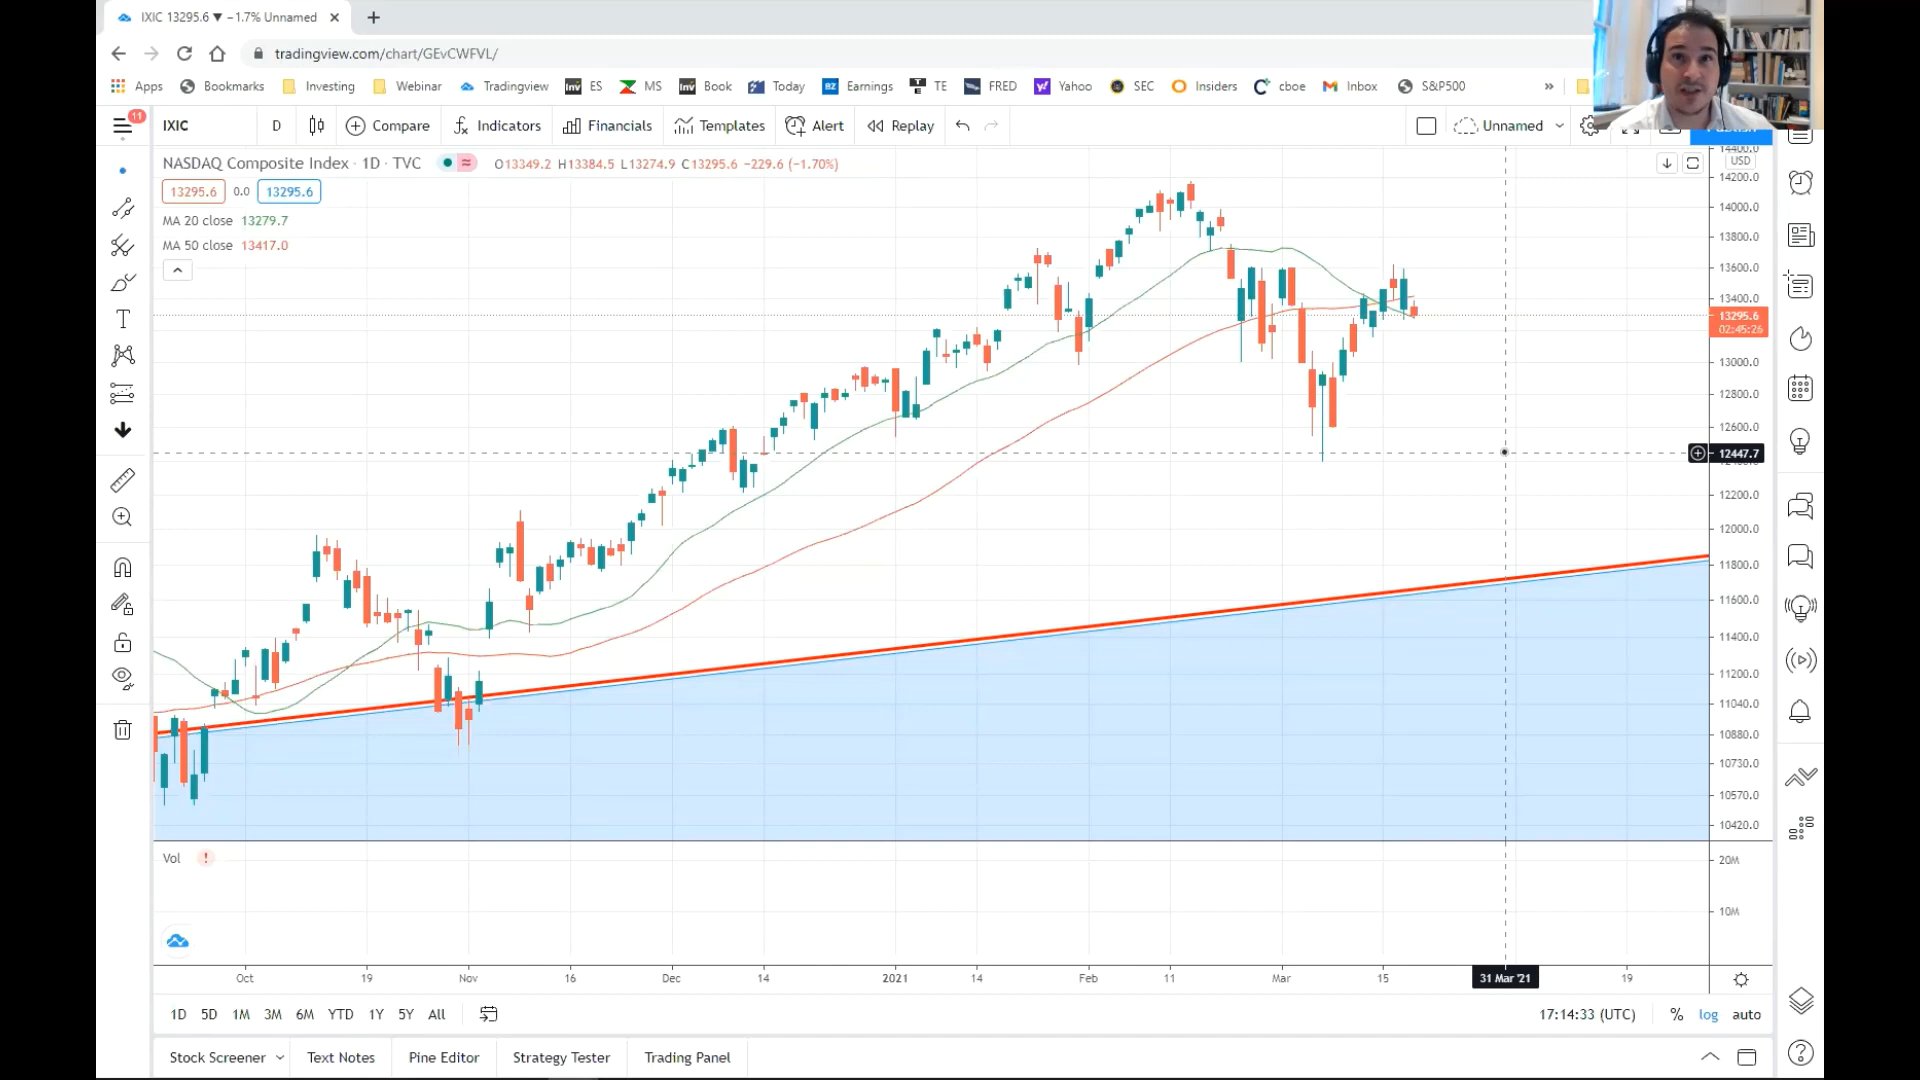 IXIC 13295.6 ▼ −1.7% Unnamed
tradingview.com/chart/GEvCWFVL/
Apps Bookmarks Investing Webinar Tradingview ES MS Book Today Earnings TE FRED Yahoo SEC Insiders cboe Inbox S&P500 »
11
IXIC D Compare Indicators Financials Templates Alert Replay Unnamed
NASDAQ Composite Index · 1D · TVC O13349.2 H13384.5 L13274.9 C13295.6 −229.6 (−1.70%)
USD
13295.6 0.0 13295.6
MA 20 close 13279.7
MA 50 close 13417.0
14200.0
14000.0
13800.0
13600.0
13400.0
13295.6
02:45:26
13000.0
12800.0
12600.0
12447.7
12200.0
12000.0
11800.0
11600.0
11400.0
11200.0
11040.0
10880.0
10730.0
10570.0
10420.0
Vol !
20M
10M
Oct 19 Nov 16 Dec 14 2021 14 Feb 11 Mar 15 31 Mar '21 19
1D 5D 1M 3M 6M YTD 1Y 5Y All 17:14:33 (UTC) % log auto
Stock Screener Text Notes Pine Editor Strategy Tester Trading Panel